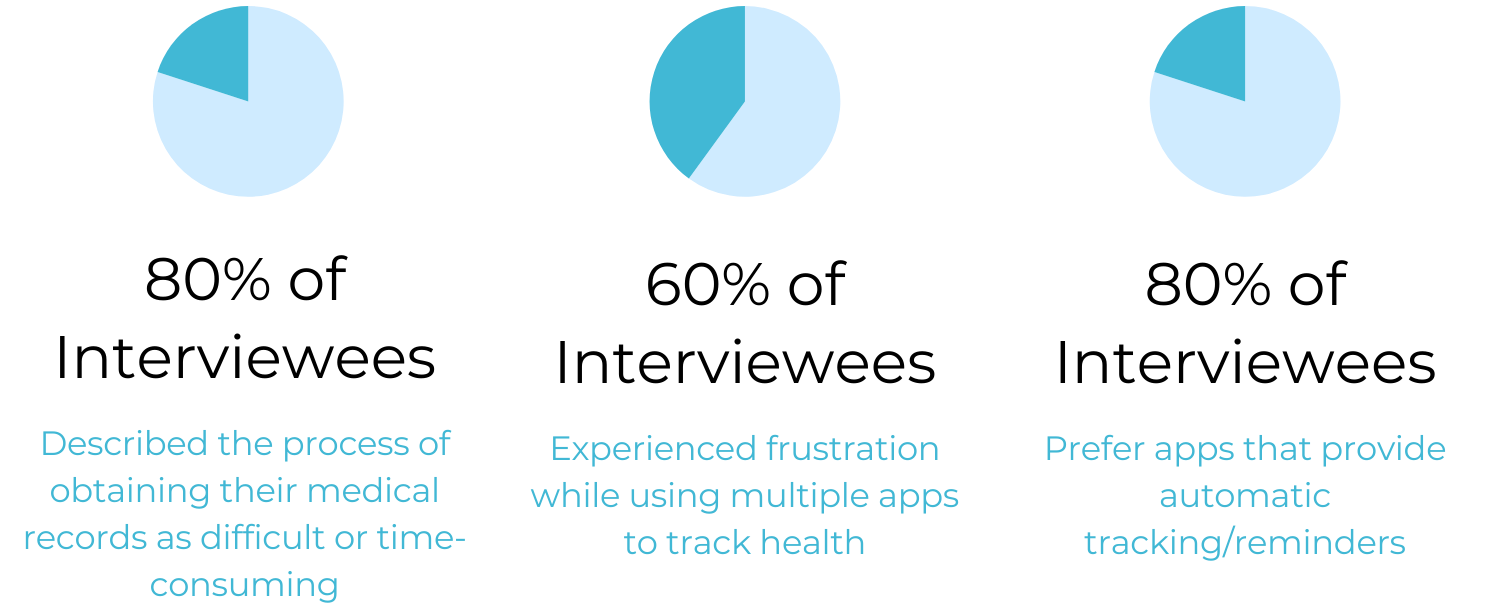 80% of
Interviewees
Described the process of
obtaining their medical
records as difficult or time-
consuming
60% of
Interviewees
Experienced frustration
while using multiple apps
to track health
80% of
Interviewees
Prefer apps that provide
automatic
tracking/reminders